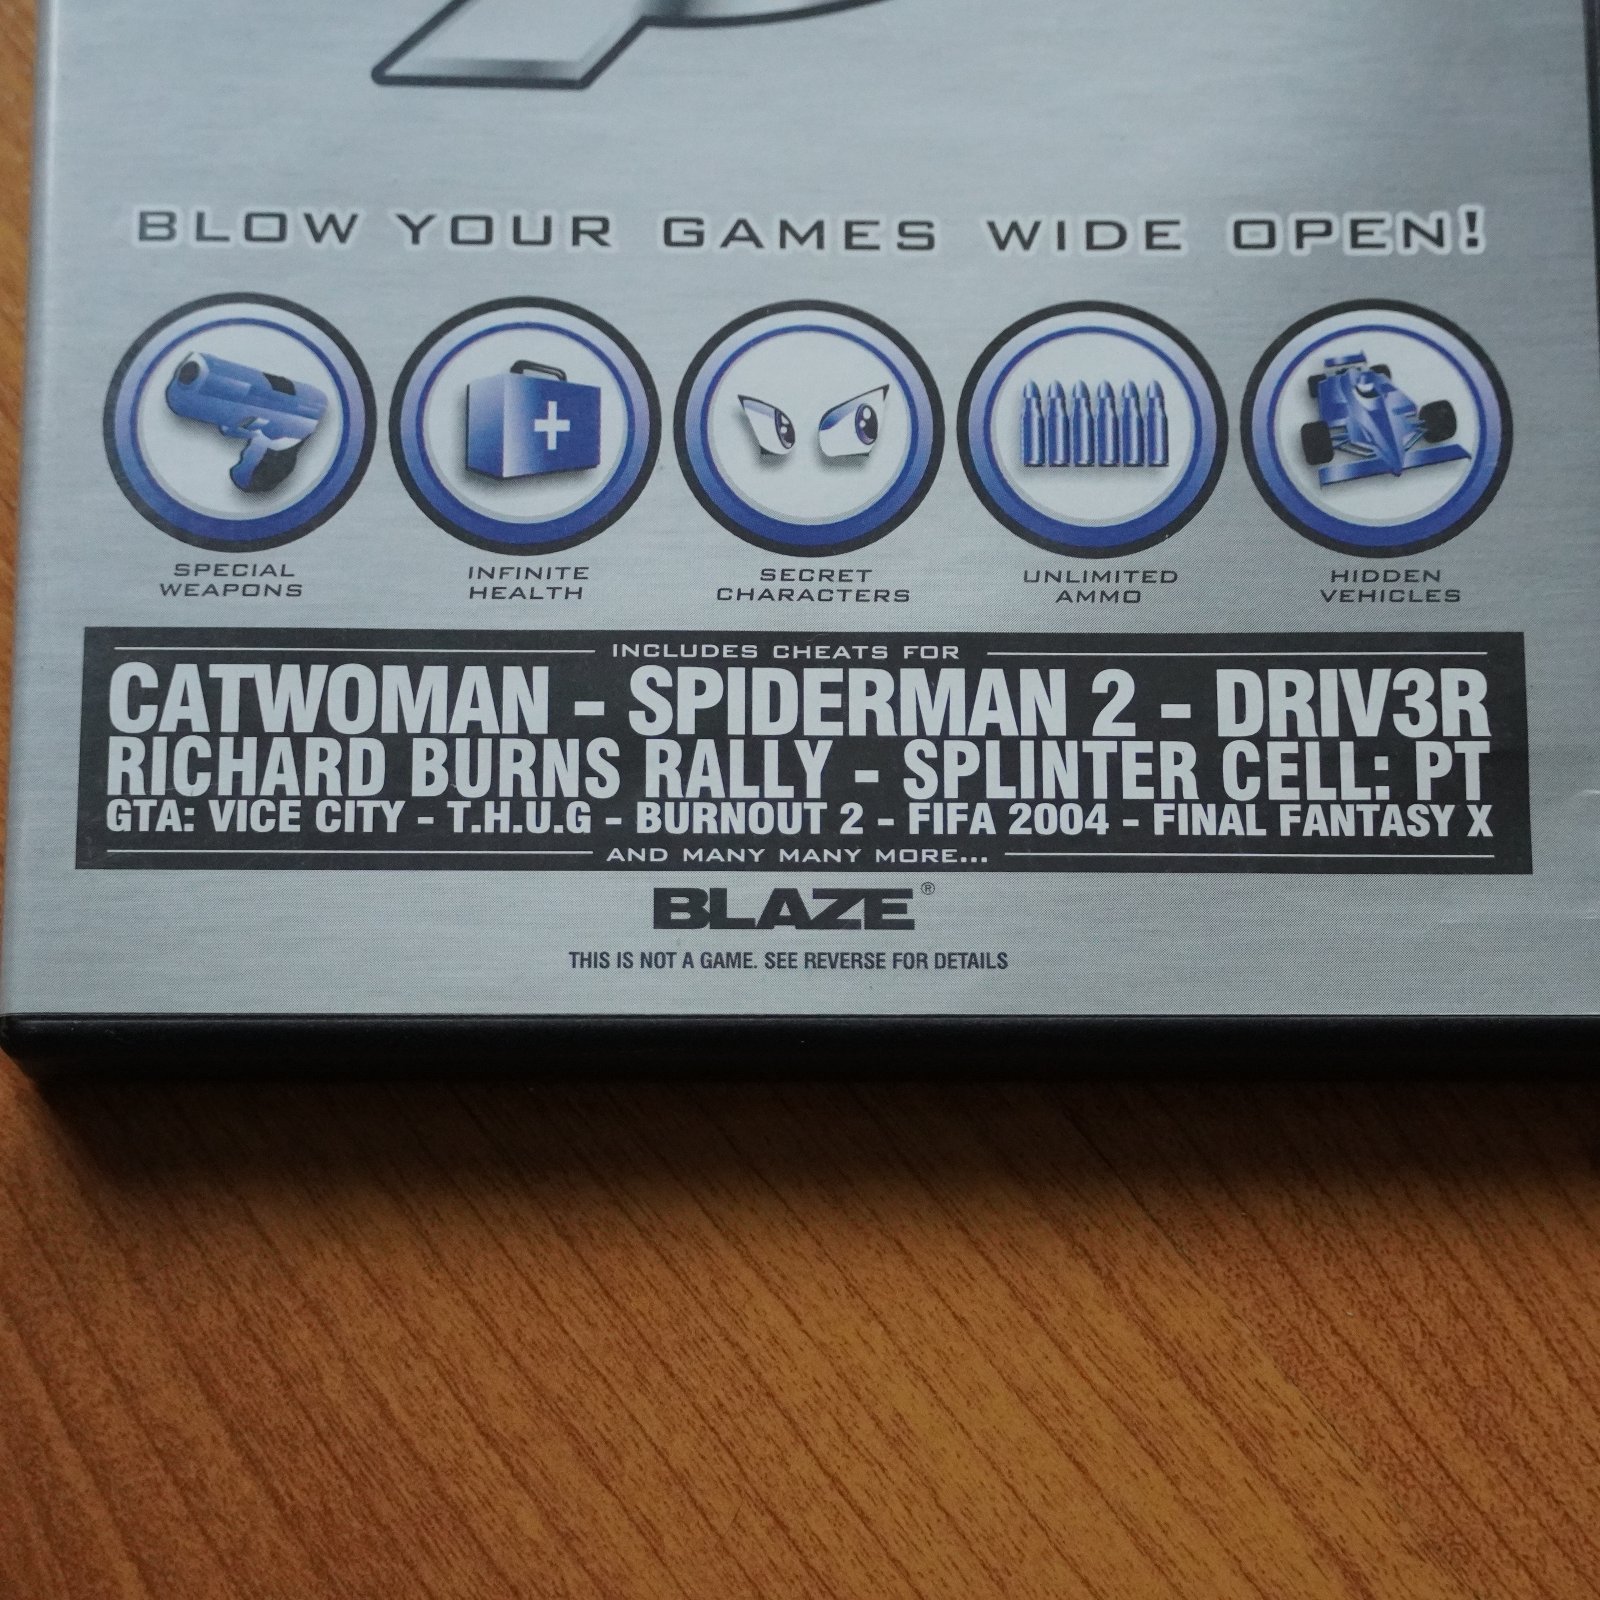 BLOW YOUR GAMES WIDE OPEN!
SPECIAL
WEAPONS
INFINITE
HEALTH
SECRET
CHARACTERS
UNLIMITED
AMMO
HIDDEN
VEHICLES
INCLUDES CHEATS FOR
CATWOMAN - SPIDERMAN 2 - DRIV3R
RICHARD BURNS RALLY - SPLINTER CELL: PT
GTA: VICE CITY - T.H.U.G - BURNOUT 2 - FIFA 2004 - FINAL FANTASY X
AND MANY MANY MORE...
BLAZE®
THIS IS NOT A GAME. SEE REVERSE FOR DETAILS